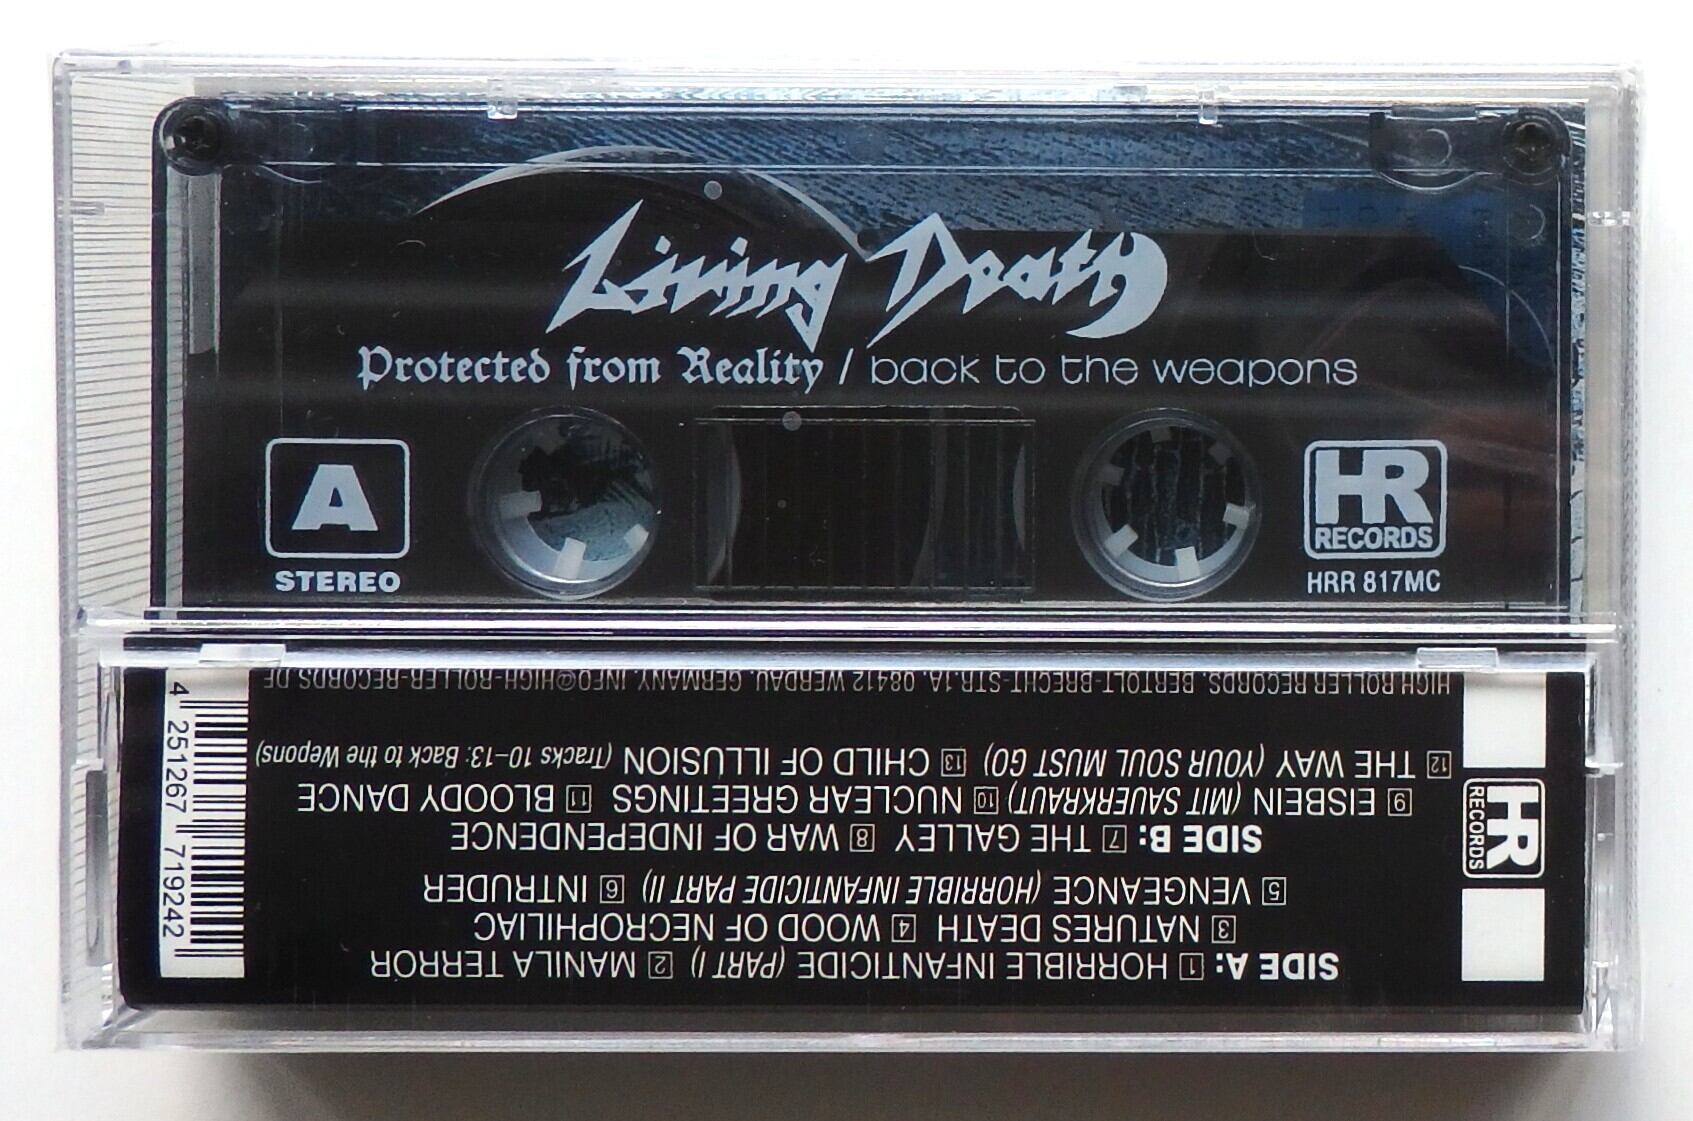 Living Death
Protected from Reality / back to the weapons
A
STEREO
HR
RECORDS
HRR 817MC
SIDE A: 1 HORRIBLE INFANTICIDE (PART I) 2 MANILA TERROR
3 NATURES DEATH 4 WOOD OF NECROPHILIAC
5 VENGEANCE (HORRIBLE INFANTICIDE PART II) 6 INTRUDER
SIDE B: 7 THE GALLEY 8 WAR OF INDEPENDENCE
9 EISBEIN (MIT SAUERKRAUT) 10 NUCLEAR GREETINGS 11 BLOODY DANCE
12 THE WAY (YOUR SOUL MUST GO) 13 CHILD OF ILLUSION (Tracks 10–13: Back to the Wepons)
HIGH ROLLER RECORDS, BERTOLT-BRECHT-STR.1A, 08412 WERDAU, GERMANY, INFO@HIGH-ROLLER-RECORDS.DE
HR
RECORDS
4 251267 719242